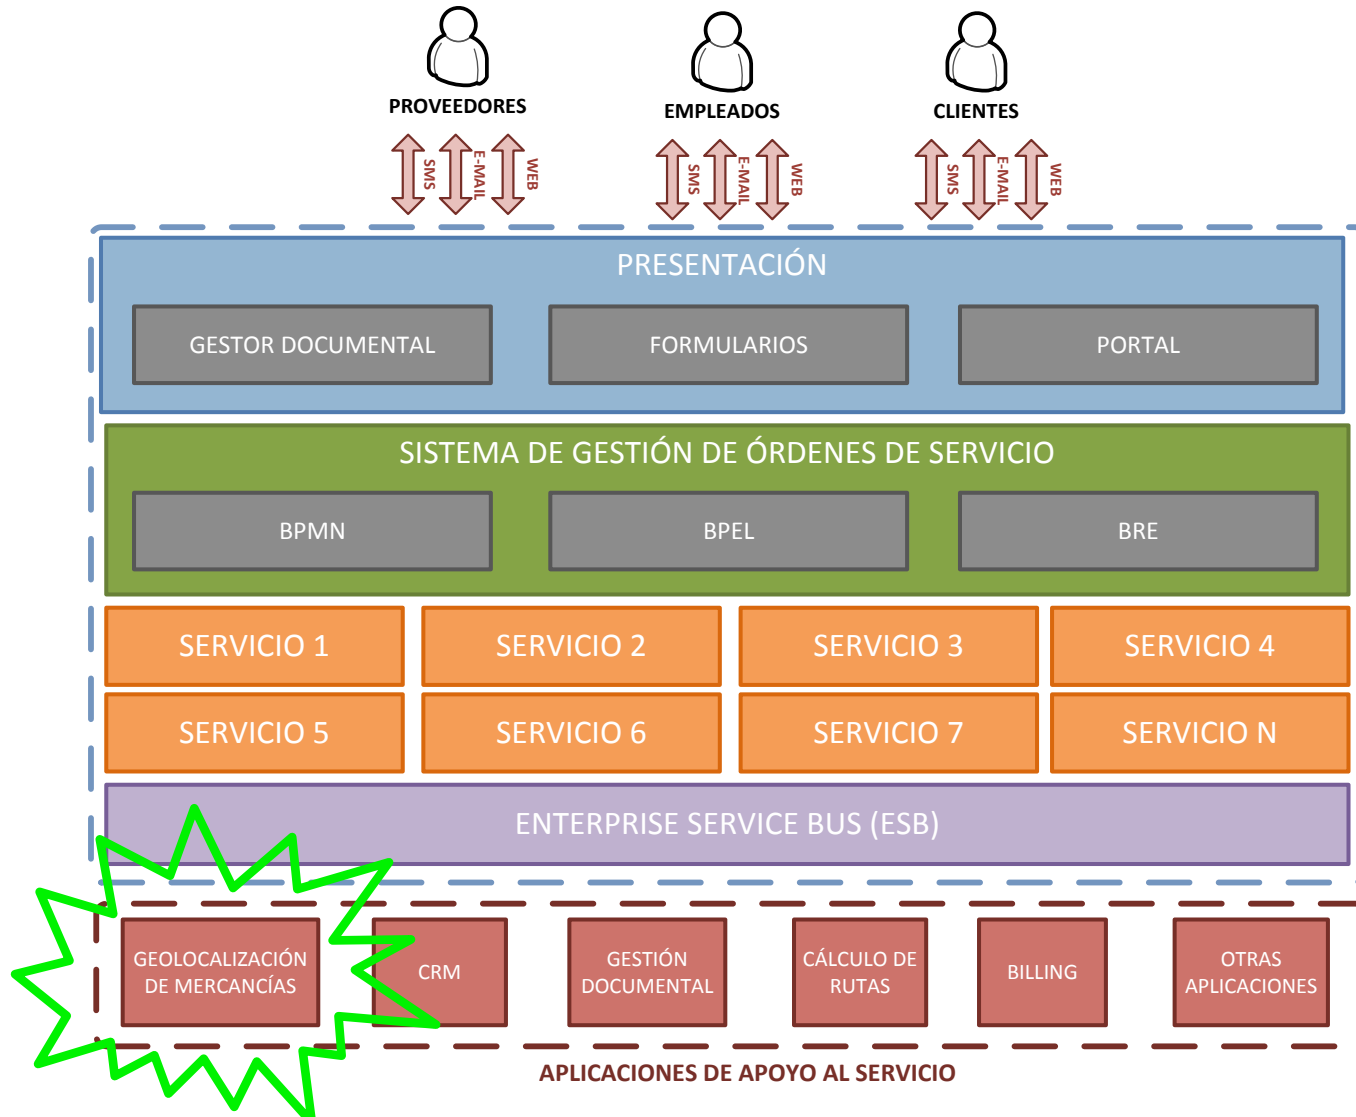 PROVEEDORES
EMPLEADOS
CLIENTES
SMS
E-MAIL
WEB
SMS
E-MAIL
WEB
SMS
E-MAIL
WEB
PRESENTACIÓN
GESTOR DOCUMENTAL
FORMULARIOS
PORTAL
SISTEMA DE GESTIÓN DE ÓRDENES DE SERVICIO
BPMN
BPEL
BRE
SERVICIO 1
SERVICIO 2
SERVICIO 3
SERVICIO 4
SERVICIO 5
SERVICIO 6
SERVICIO 7
SERVICIO N
ENTERPRISE SERVICE BUS (ESB)
GEOLOCALIZACIÓN
DE MERCANCÍAS
CRM
GESTIÓN
DOCUMENTAL
CÁLCULO DE
RUTAS
BILLING
OTRAS
APLICACIONES
APLICACIONES DE APOYO AL SERVICIO